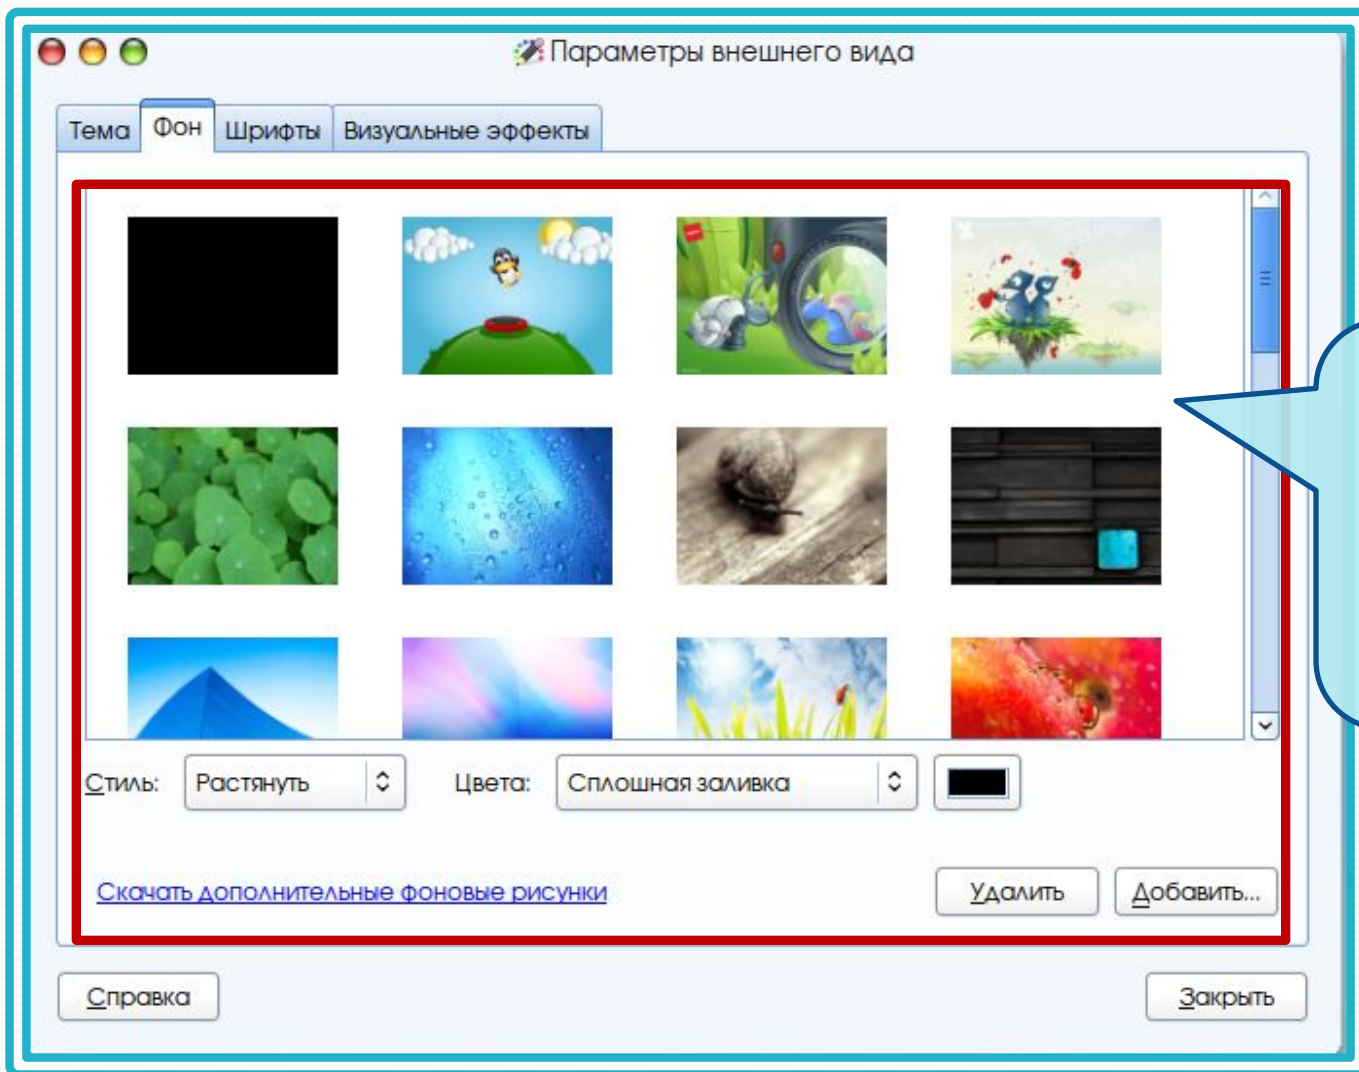 Параметры внешнего вида
Тема Фон Шрифты Визуальные эффекты
Стиль: Растянуть Цвета: Сплошная заливка
Скачать дополнительные фоновые рисунки Удалить Добавить...
Справка Закрыть